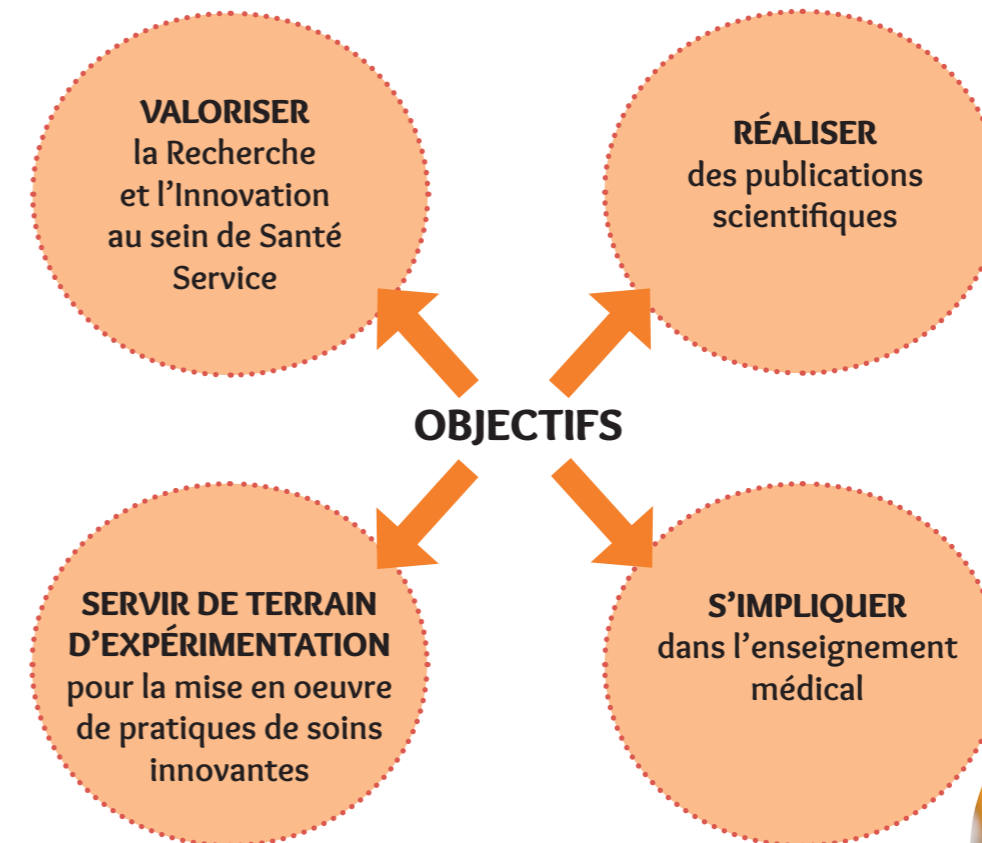 VALORISER
la Recherche
et l’Innovation
au sein de Santé
Service
RÉALISER
des publications
scientifiques
OBJECTIFS
SERVIR DE TERRAIN
D’EXPÉRIMENTATION
pour la mise en oeuvre
de pratiques de soins
innovantes
S’IMPLIQUER
dans l’enseignement
médical